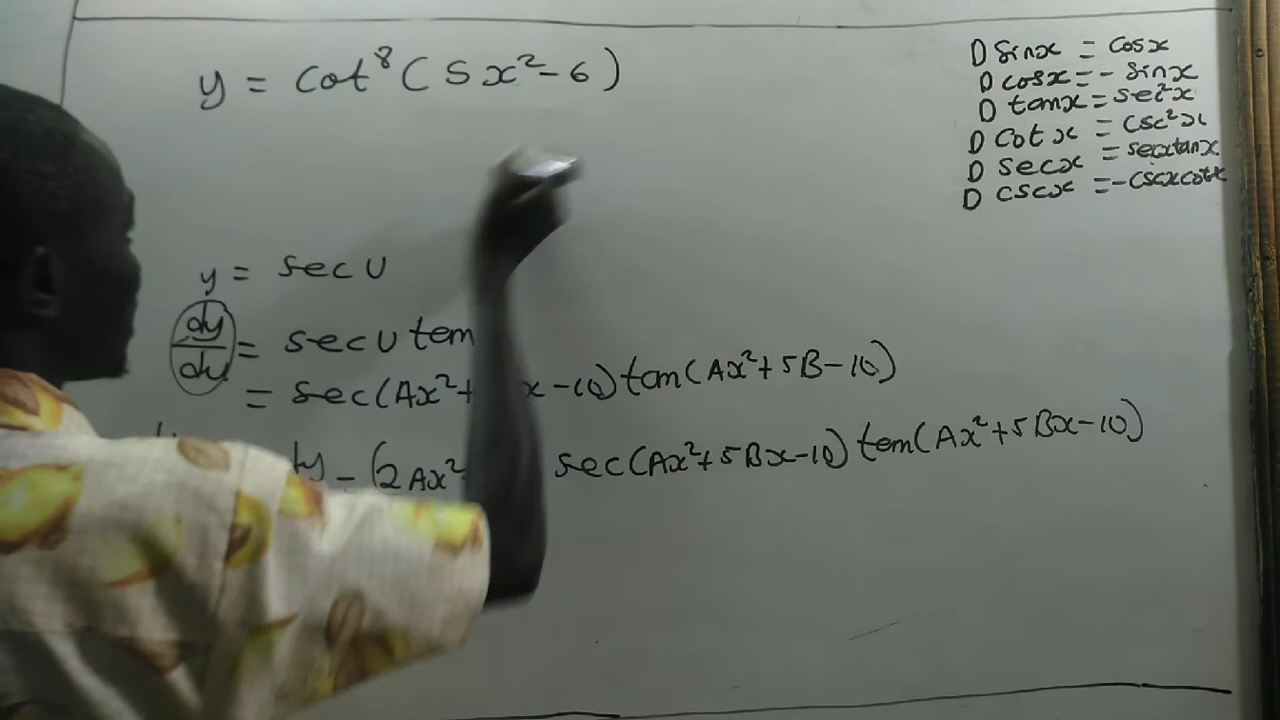 y = cot⁸(5x²-6)
D sinx = cosx
D cosx = - sinx
D tanx = sec²x
D cotx = csc²x
D secx = secxtanx
D cscx = -cscxcotx
y = sec u
dy/du = sec u tan
= sec(Ax²+ x-10) tan(Ax²+5B-10)
dy = (2Ax² sec(Ax²+5Bx-10) tan(Ax²+5Bx-10)